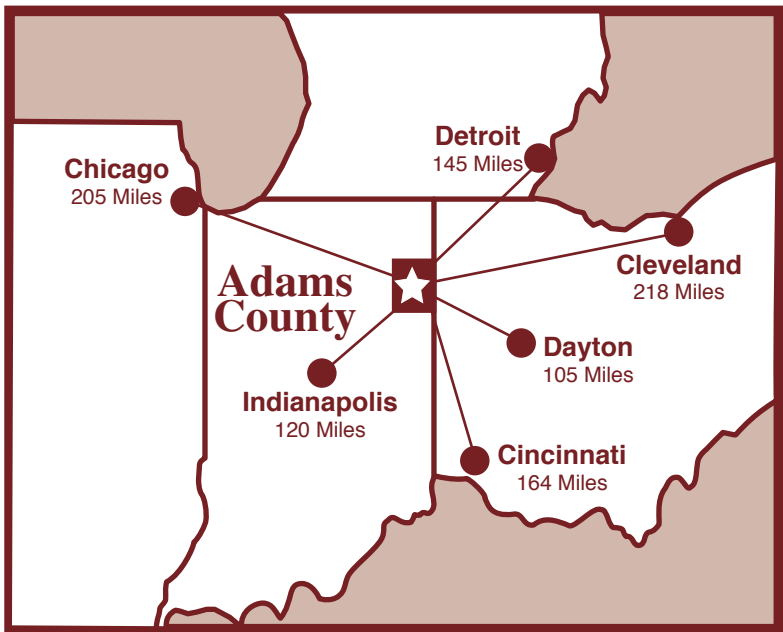 Detroit
145 Miles
Chicago
205 Miles
Cleveland
218 Miles
Adams
County
Dayton
105 Miles
Indianapolis
120 Miles
Cincinnati
164 Miles